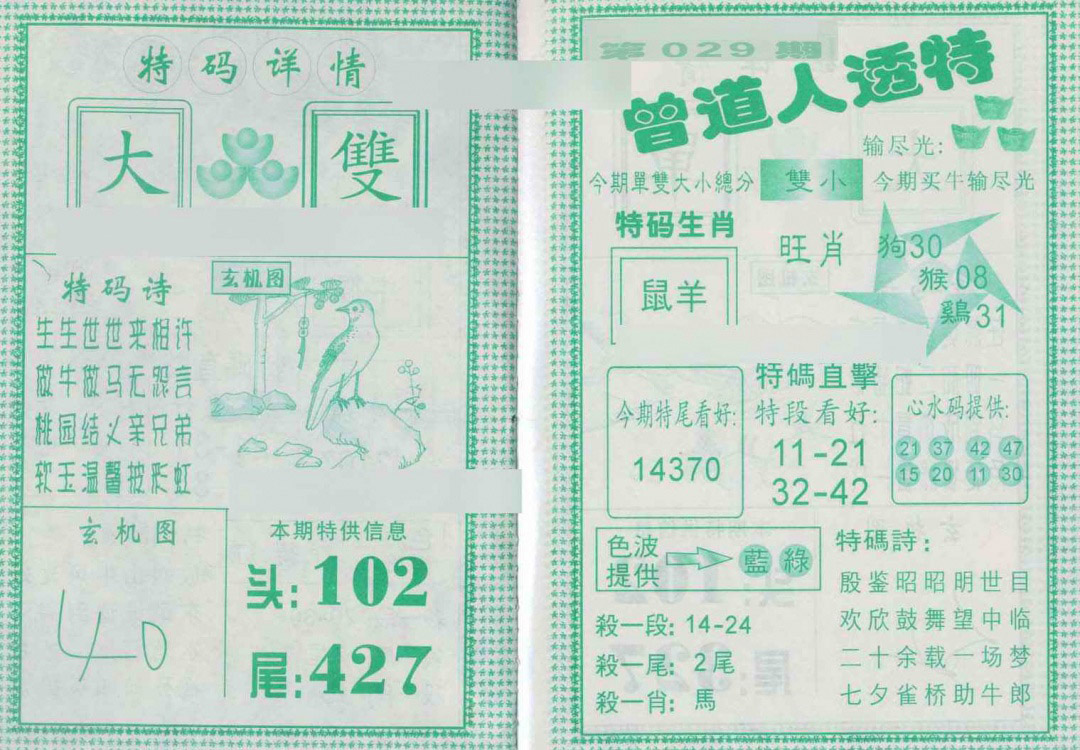 特码详情
大 雙
特码诗
生生世世来相许
做牛做马无怨言
桃园结义亲兄弟
软玉温馨披彩虹
玄机图
玄机图
40
本期特供信息
头:102
尾:427
第029期
曾道人透特
输尽光:
今期單雙大小總分 雙小 今期买牛输尽光
特码生肖
鼠羊
旺肖
狗30
猴08
鷄31
今期特尾看好:
14370
特碼直擊
特段看好:
11-21
32-42
心水码提供:
21 37 42 47
15 20 11 30
色波
提供
藍 綠
殺一段: 14-24
殺一尾: 2尾
殺一肖: 馬
特碼詩:
殷鉴昭昭明世目
欢欣鼓舞望中临
二十余载一场梦
七夕雀桥助牛郎